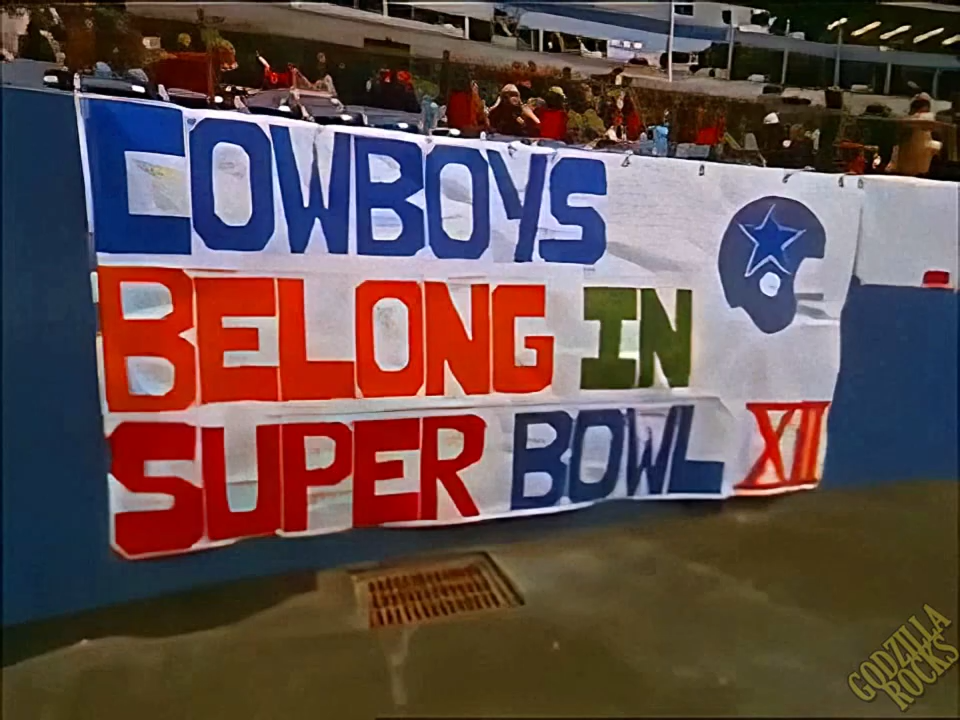 COWBOYS
BELONG IN
SUPER BOWL XII
GODZILLA
ROCKS